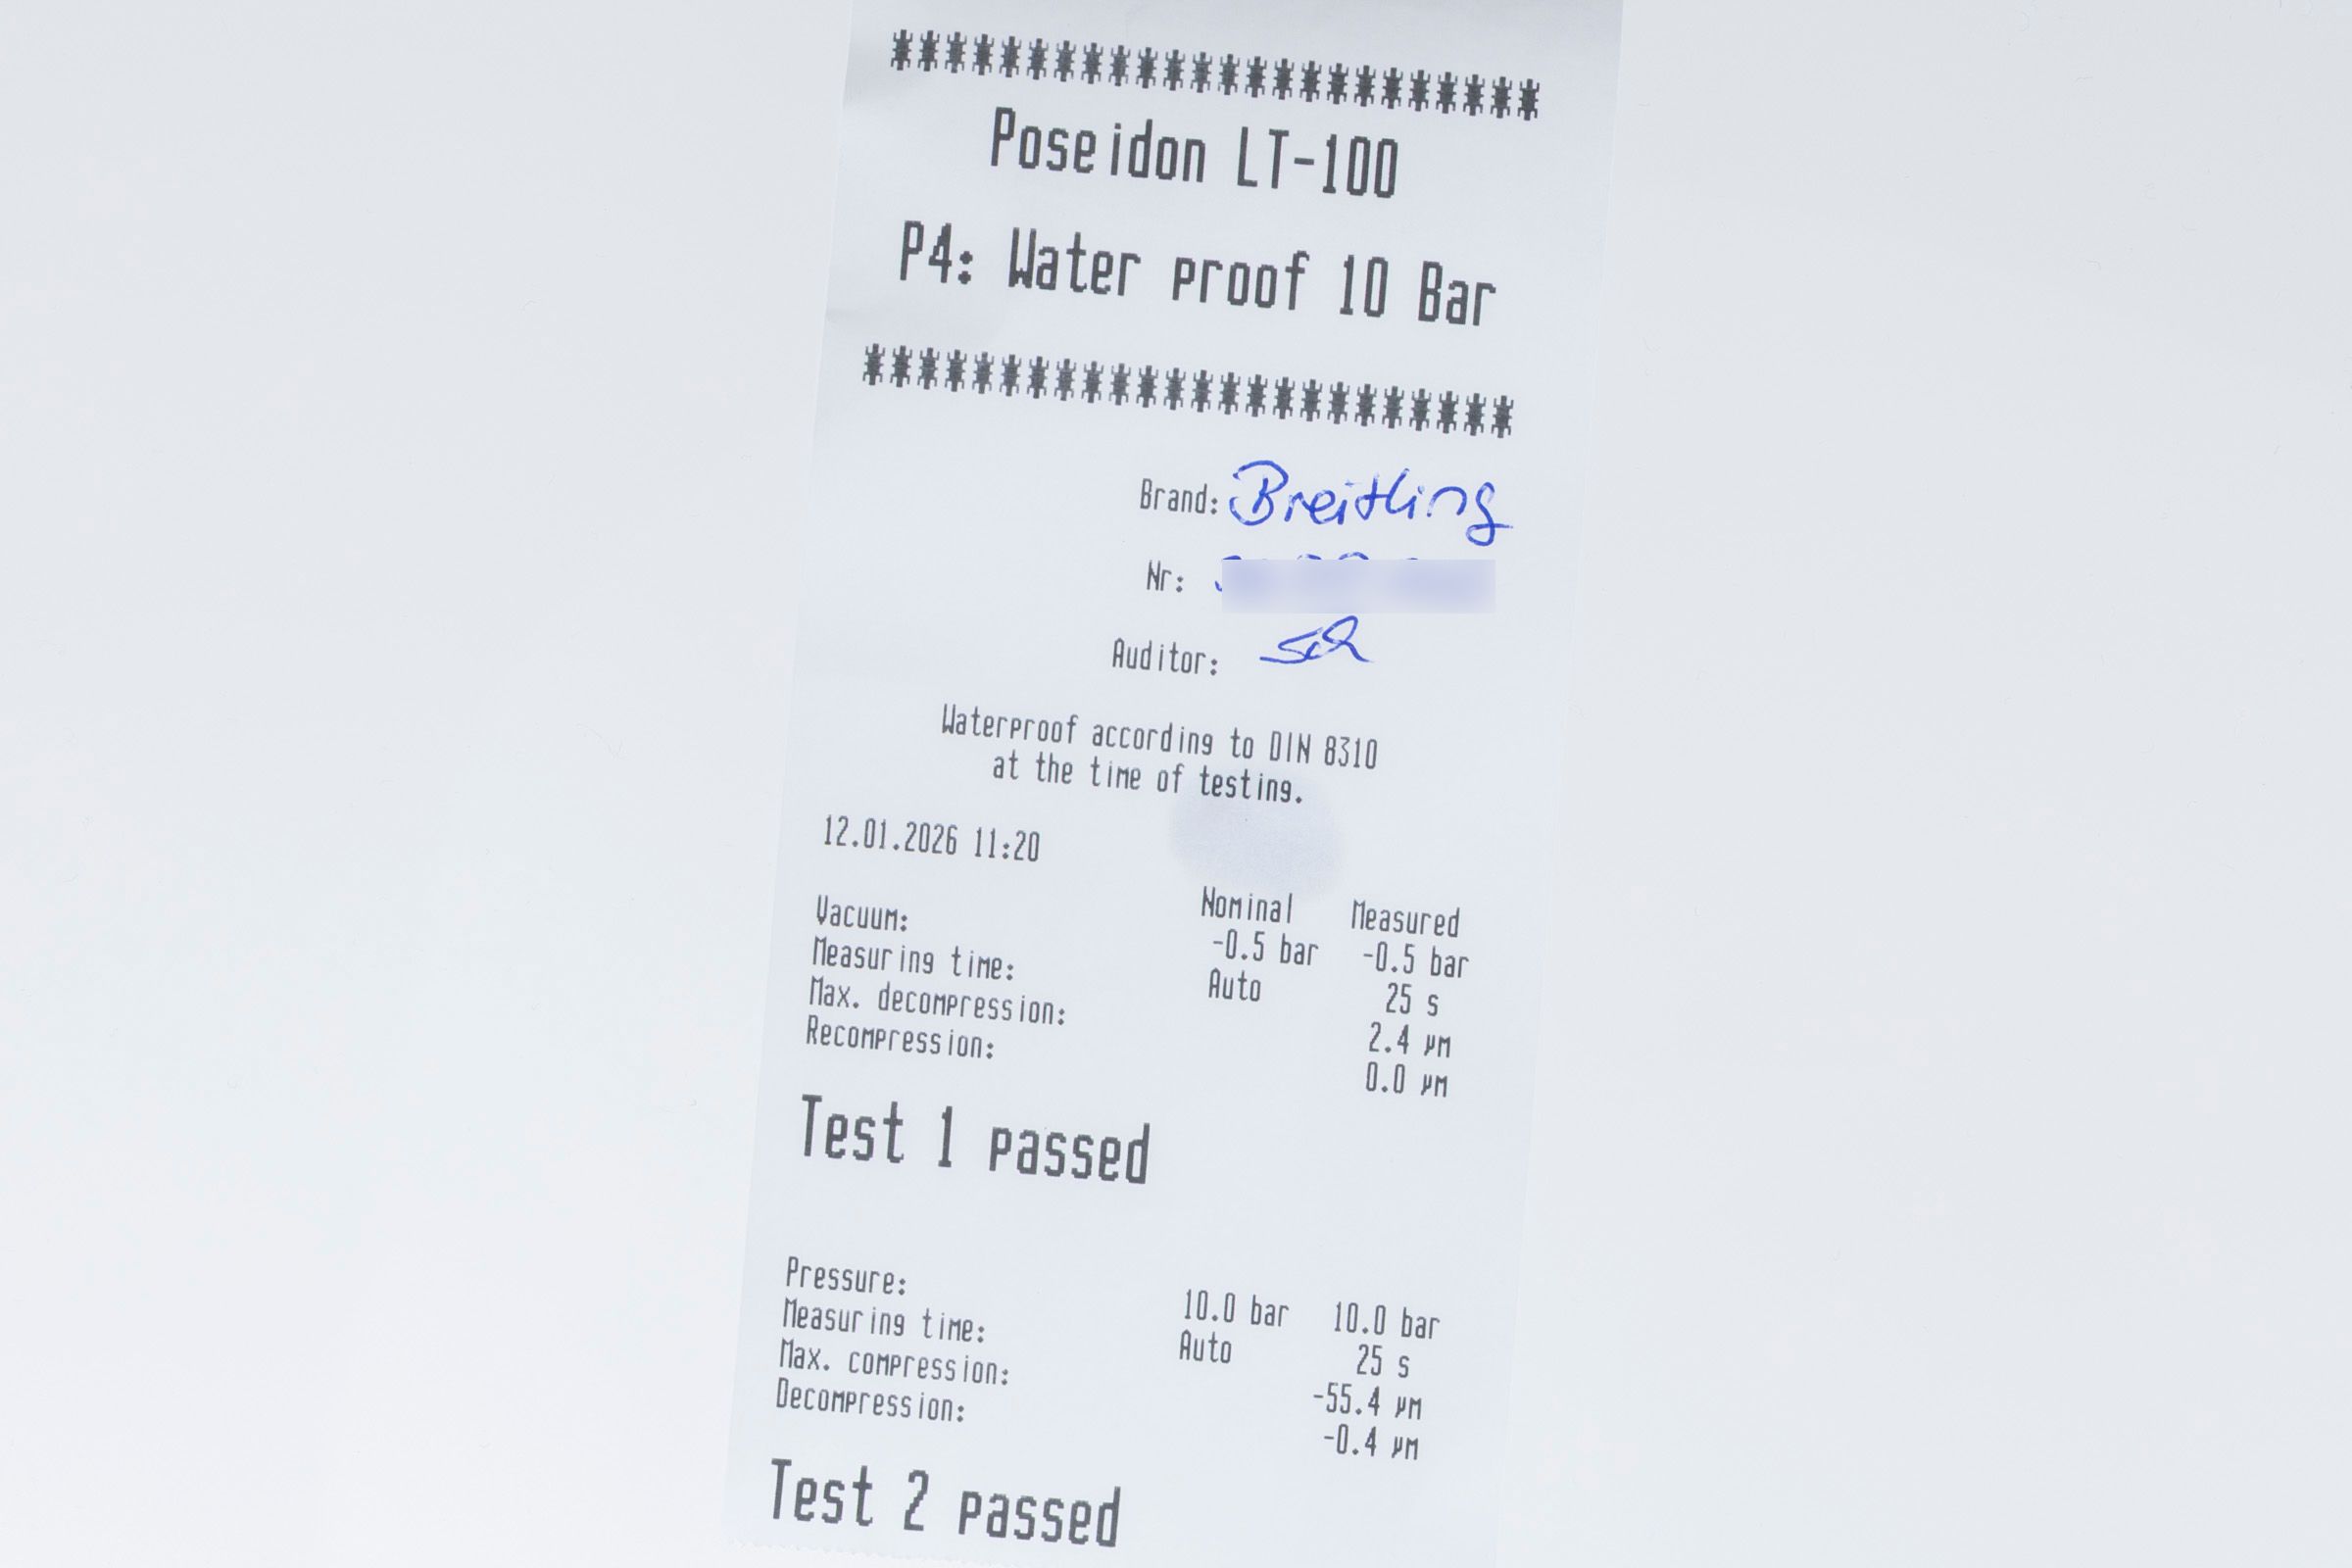 ************************
Poseidon LT-100
P4: Water proof 10 Bar
************************
Brand: Breitling
Nr:
Auditor:
Waterproof according to DIN 8310
at the time of testing.
12.01.2026 11:20
Nominal Measured
Vacuum: -0.5 bar -0.5 bar
Measuring time: Auto 25 s
Max. decompression: 2.4 µm
Recompression: 0.0 µm
Test 1 passed
Pressure: 10.0 bar 10.0 bar
Measuring time: Auto 25 s
Max. compression: -55.4 µm
Decompression: -0.4 µm
Test 2 passed